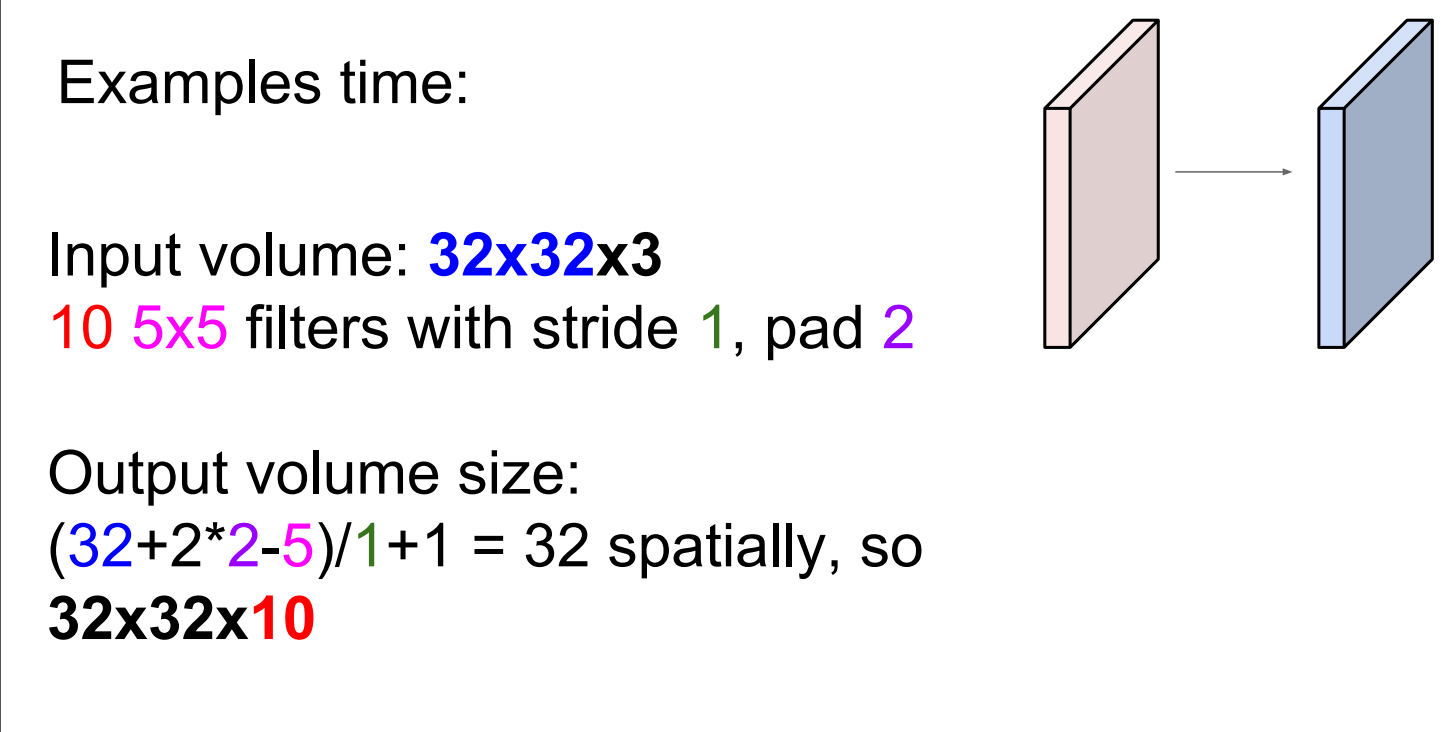 Examples time:
Input volume: 32x32x3
10 5x5 filters with stride 1, pad 2
Output volume size:
(32+2*2-5)/1+1 = 32 spatially, so
32x32x10